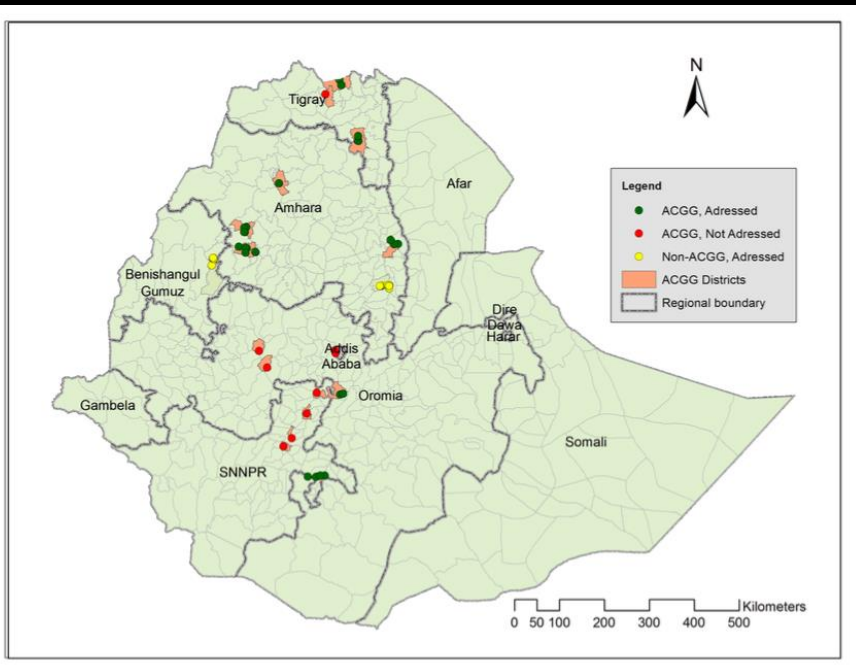 N
Tigray
Afar
Amhara
Legend
ACGG, Adressed
ACGG, Not Adressed
Non-ACGG, Adressed
ACGG Districts
Regional boundary
Benishangul
Gumuz
Dire
Dawa
Harar
Addis
Ababa
Oromia
Gambela
Somali
SNNPR
Kilometers
0 50 100 200 300 400 500